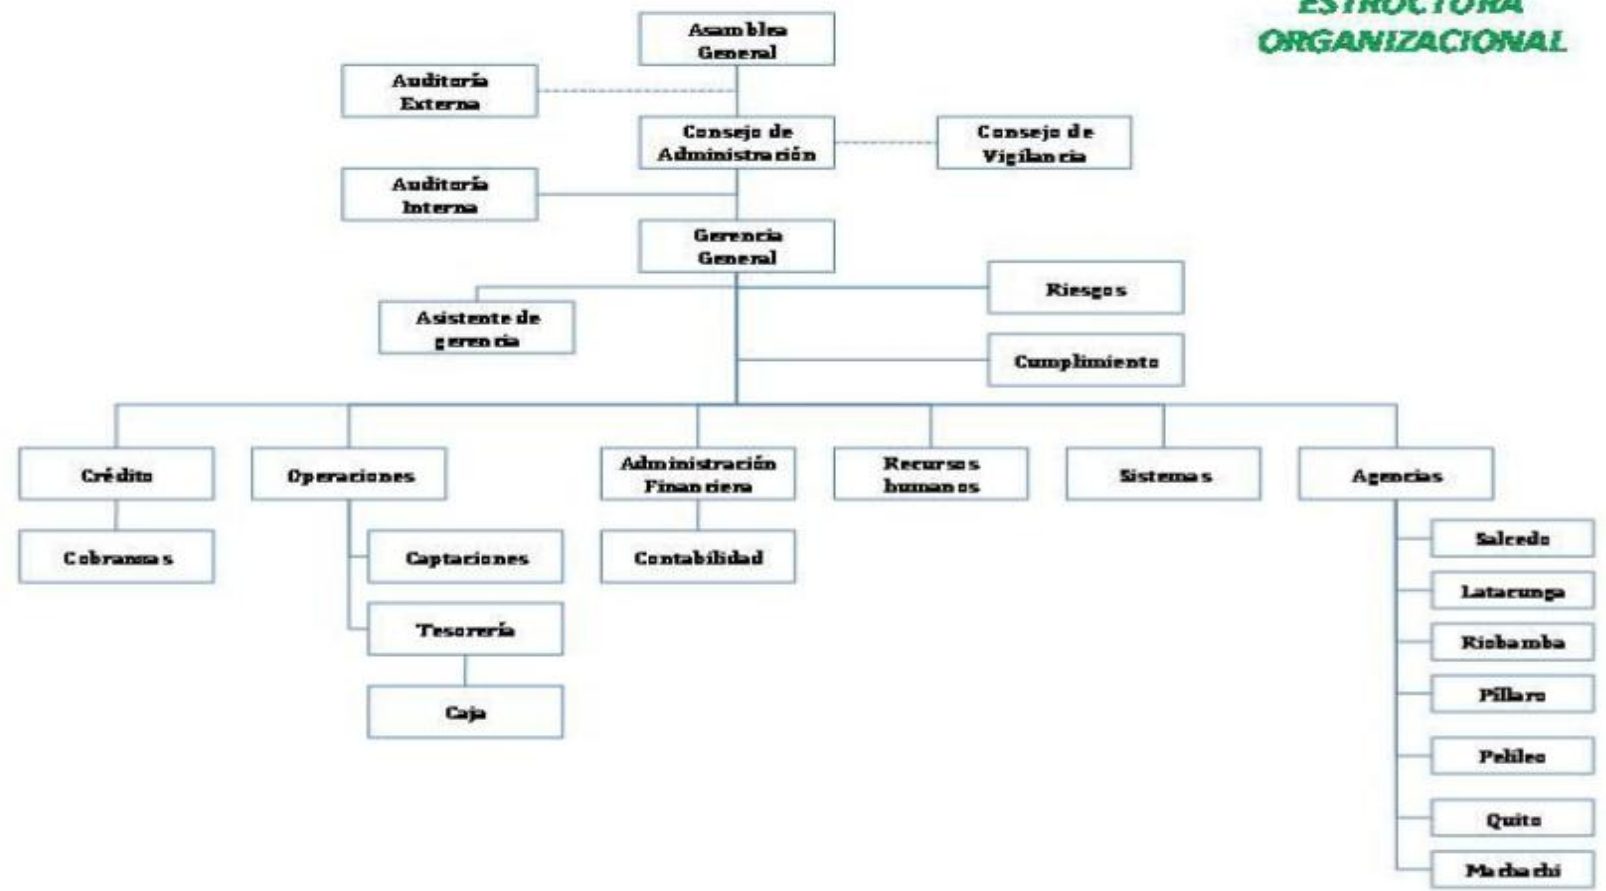 ESTRUCTURA
ORGANIZACIONAL
Asamblea
General
Auditoría
Externa
Consejo de
Administración
Consejo de
Vigilancia
Auditoría
Interna
Gerencia
General
Riesgos
Asistente de
gerencia
Cumplimiento
Crédito
Operaciones
Administración
Financiera
Recursos
humanos
Sistemas
Agencias
Cobranzas
Captaciones
Contabilidad
Tesorería
Caja
Salcedo
Latacunga
Riobamba
Píllaro
Pelileo
Quito
Machachi